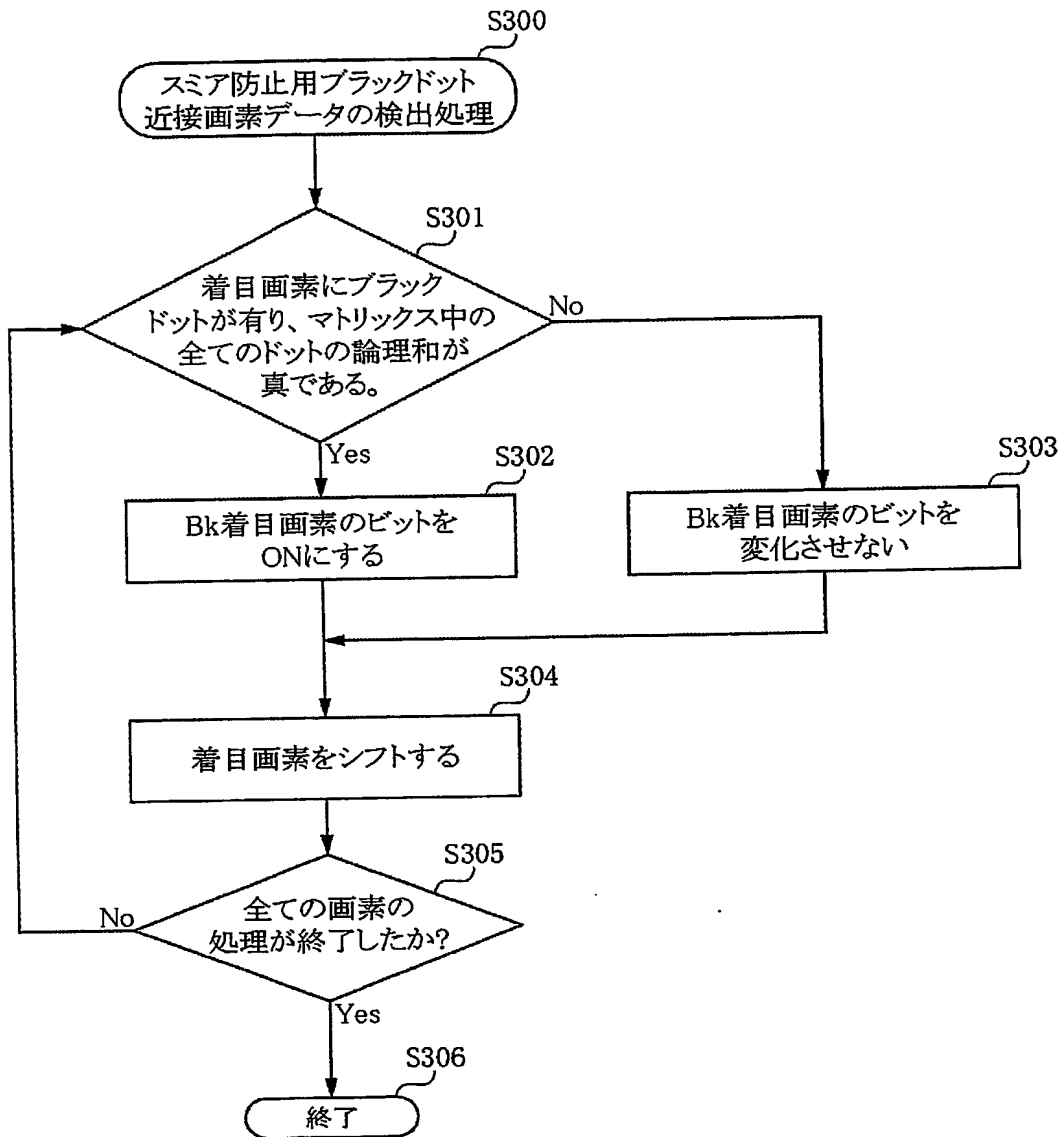 S300
スミア防止用ブラックドット
近接画素データの検出処理
S301
着目画素にブラック
ドットが有り、マトリックス中の
全てのドットの論理和が
真である。
No
Yes
S302
Bk着目画素のビットを
ONにする
S303
Bk着目画素のビットを
変化させない
S304
着目画素をシフトする
S305
全ての画素の
処理が終了したか?
No
Yes
S306
終了